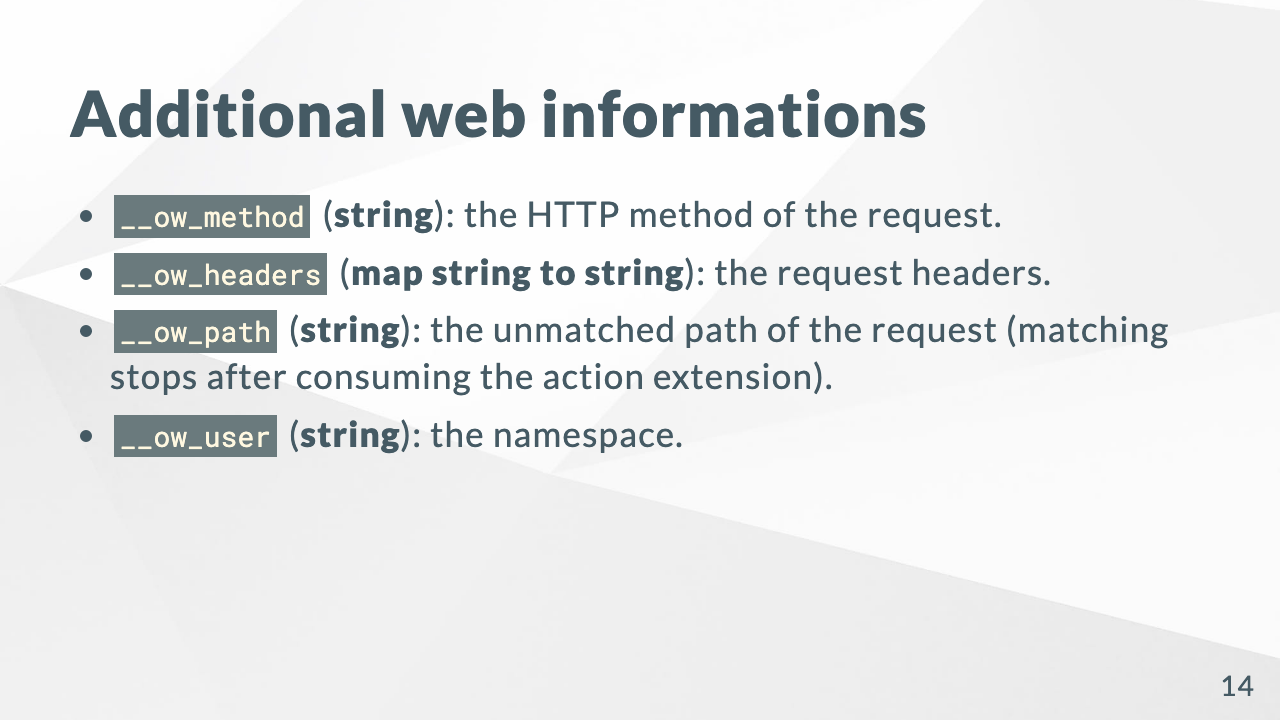 Additional web informations
• __ow_method (string): the HTTP method of the request.
• __ow_headers (map string to string): the request headers.
• __ow_path (string): the unmatched path of the request (matching
stops after consuming the action extension).
• __ow_user (string): the namespace.
14